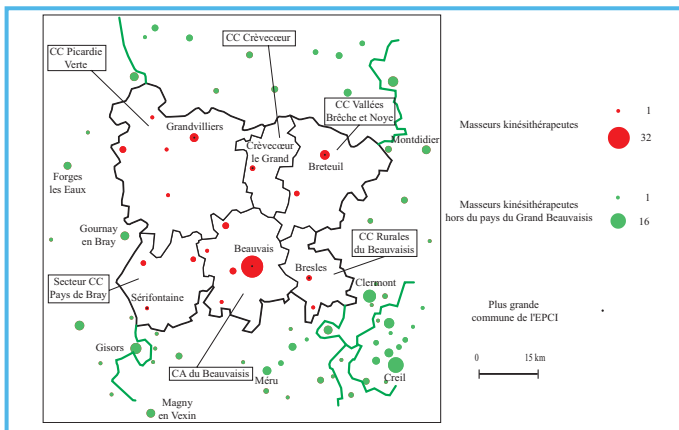 CC Crèvecœur
CC Picardie
Verte
CC Vallées
Brêche et Noye
Grandvilliers
Crèvecœur
le Grand
Breteuil
Montdidier
Forges
les Eaux
Gournay
en Bray
Beauvais
CC Rurales
du Beauvaisis
Bresles
Clermont
Secteur CC
Pays de Bray
Sérifontaine
Gisors
CA du Beauvaisis
Méru
Creil
Magny
en Vexin
Masseurs kinésithérapeutes
1
32
Masseurs kinésithérapeutes
hors du pays du Grand Beauvaisis
1
16
Plus grande
commune de l'EPCI
0 15 km